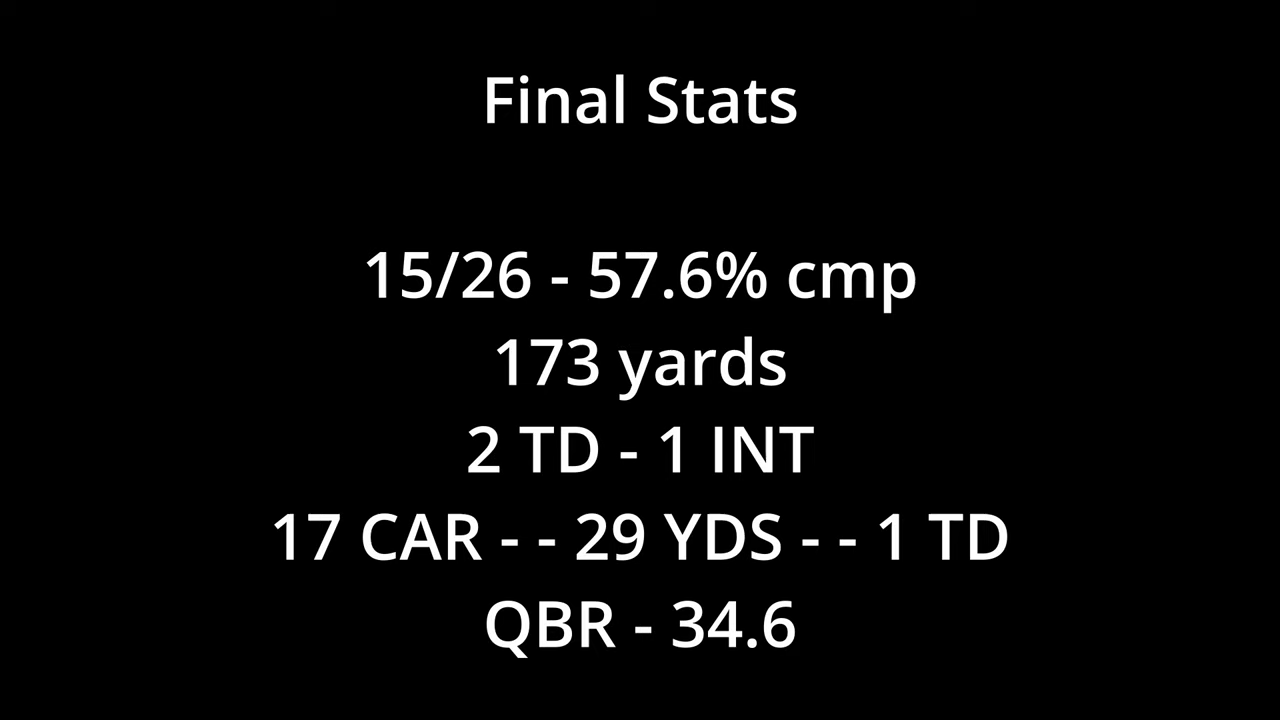 Final Stats
15/26 - 57.6% cmp
173 yards
2 TD - 1 INT
17 CAR - - 29 YDS - - 1 TD
QBR - 34.6